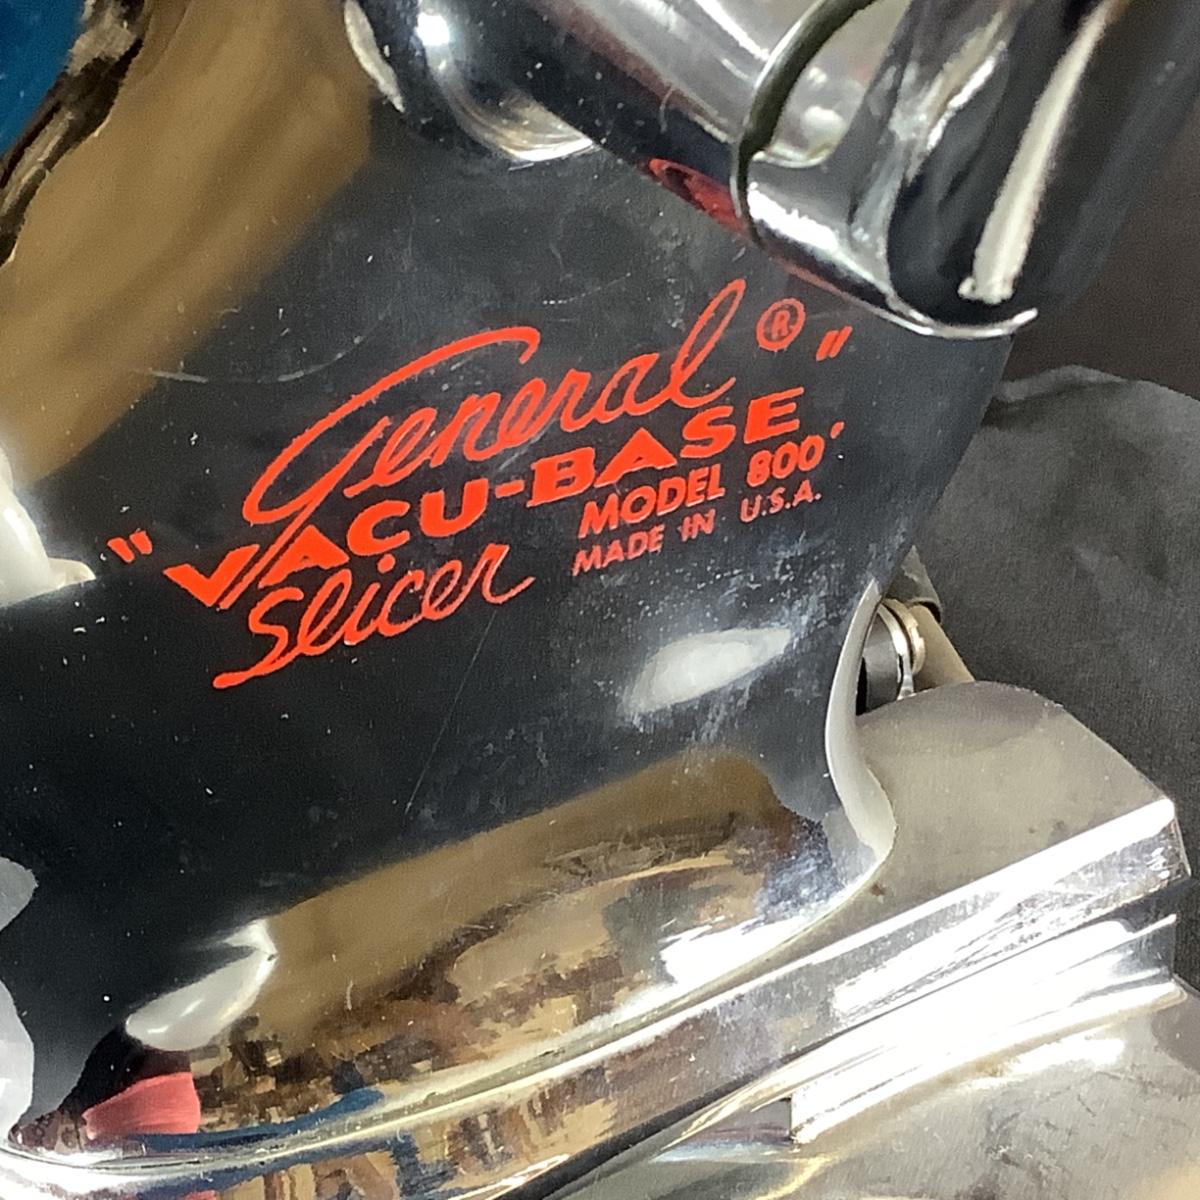 General ®
"VACU-BASE"
Slicer MODEL 800'
MADE IN U.S.A.